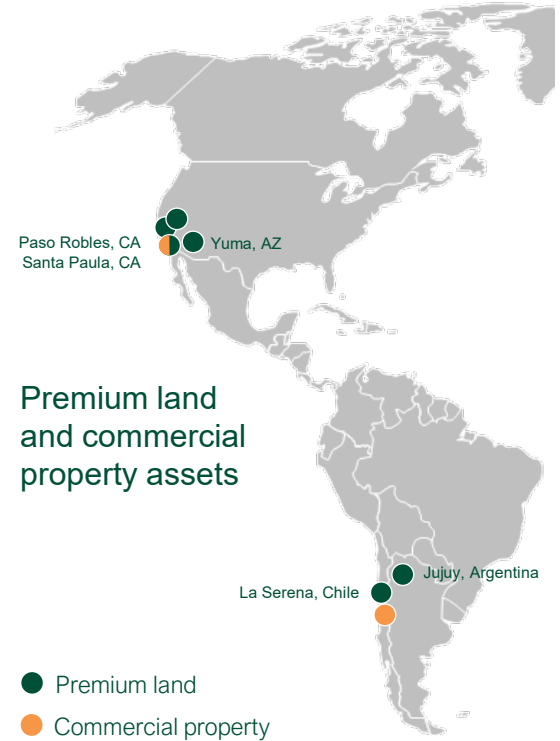 Paso Robles, CA
Santa Paula, CA
Yuma, AZ
Premium land
and commercial
property assets
Jujuy, Argentina
La Serena, Chile
Premium land
Commercial property